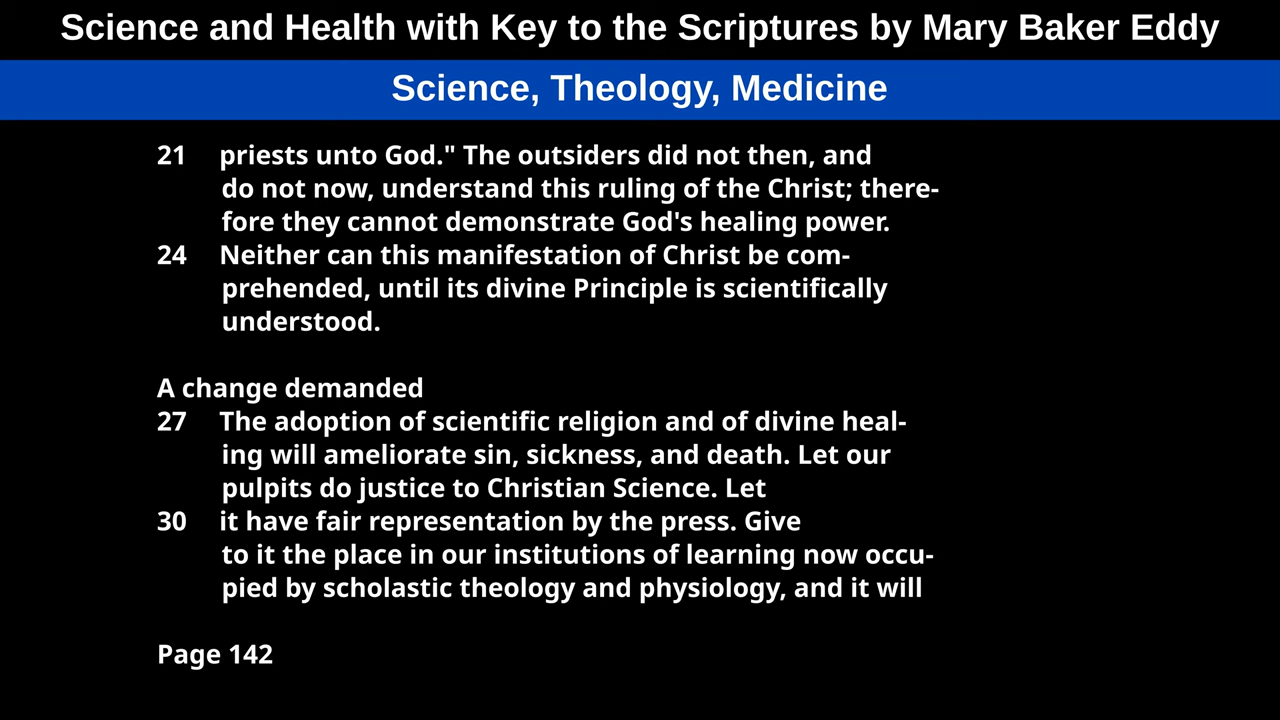 Science and Health with Key to the Scriptures by Mary Baker Eddy
Science, Theology, Medicine
21 priests unto God." The outsiders did not then, and
do not now, understand this ruling of the Christ; there-
fore they cannot demonstrate God's healing power.
24 Neither can this manifestation of Christ be com-
prehended, until its divine Principle is scientifically
understood.
A change demanded
27 The adoption of scientific religion and of divine heal-
ing will ameliorate sin, sickness, and death. Let our
pulpits do justice to Christian Science. Let
30 it have fair representation by the press. Give
to it the place in our institutions of learning now occu-
pied by scholastic theology and physiology, and it will
Page 142